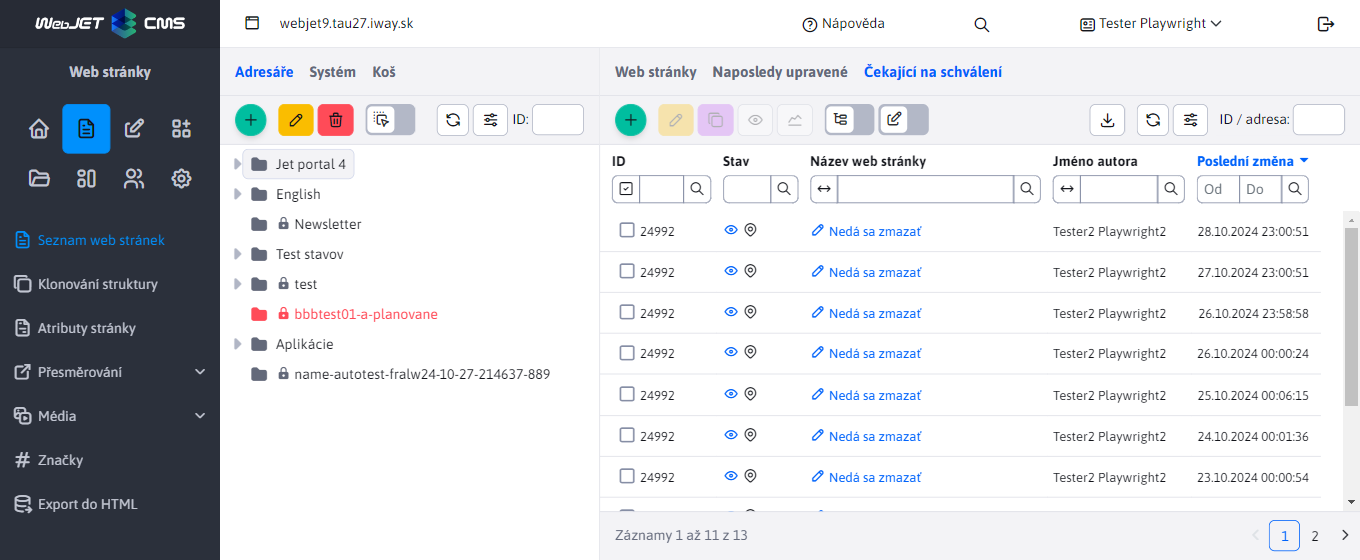 WebJET CMS
webjet9.tau27.iway.sk
Nápověda
Tester Playwright
Web stránky
Seznam web stránek
Klonování struktury
Atributy stránky
Přesměrování
Média
Značky
Export do HTML
Adresáře Systém Koš
ID:
Jet portal 4
English
Newsletter
Test stavov
test
bbbtest01-a-planovane
Aplikácie
name-autotest-fralw24-10-27-214637-889
Web stránky Naposledy upravené Čekající na schválení
ID / adresa:
ID Stav Název web stránky Jméno autora Poslední změna
Od Do
24992 Nedá sa zmazať Tester2 Playwright2 28.10.2024 23:00:51
24992 Nedá sa zmazať Tester2 Playwright2 27.10.2024 23:00:51
24992 Nedá sa zmazať Tester2 Playwright2 26.10.2024 23:58:58
24992 Nedá sa zmazať Tester2 Playwright2 26.10.2024 00:00:24
24992 Nedá sa zmazať Tester2 Playwright2 25.10.2024 00:06:15
24992 Nedá sa zmazať Tester2 Playwright2 24.10.2024 00:01:36
24992 Nedá sa zmazať Tester2 Playwright2 23.10.2024 00:00:54
Záznamy 1 až 11 z 13
1 2